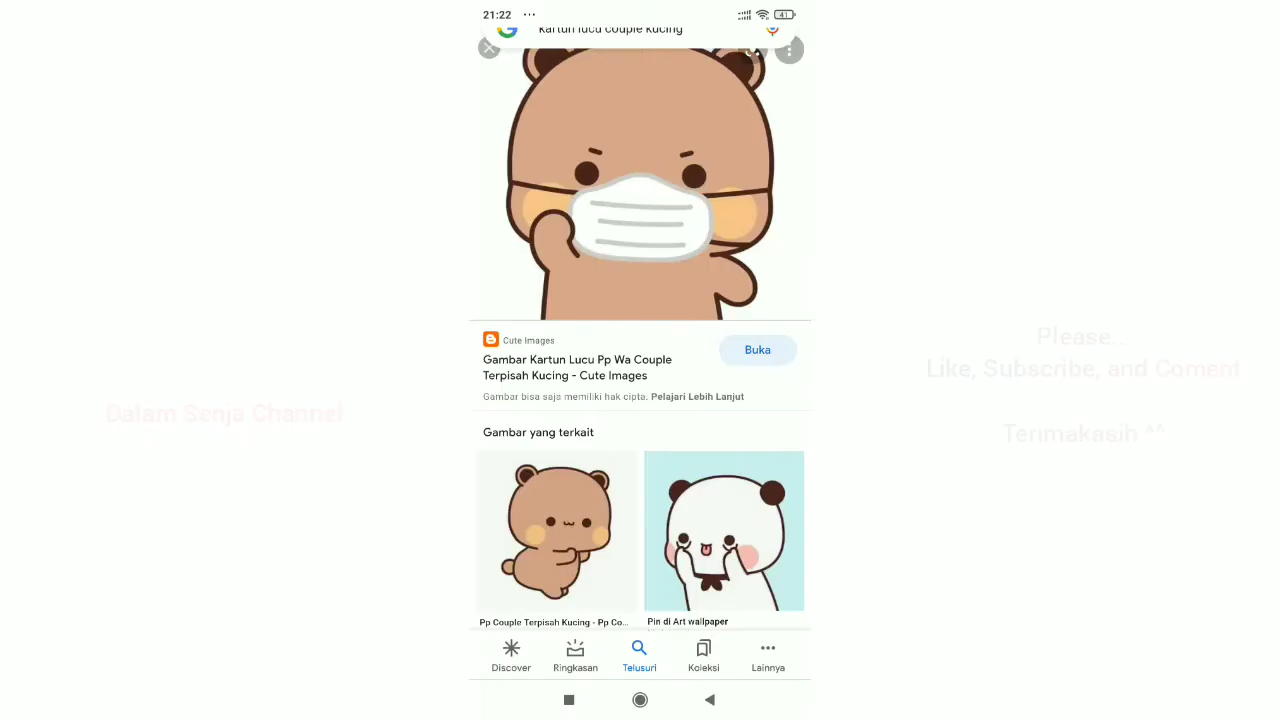 21:22 ...
41
kartun lucu couple kucing
Cute Images
Gambar Kartun Lucu Pp Wa Couple
Terpisah Kucing - Cute Images
Buka
Gambar bisa saja memiliki hak cipta. Pelajari Lebih Lanjut
Gambar yang terkait
Pp Couple Terpisah Kucing - Pp Co...
Pin di Art wallpaper
Discover
Ringkasan
Telusuri
Koleksi
Lainnya
Dalam Senja Channel
Please..
Like, Subscribe, and Coment
Terimakasih ^^